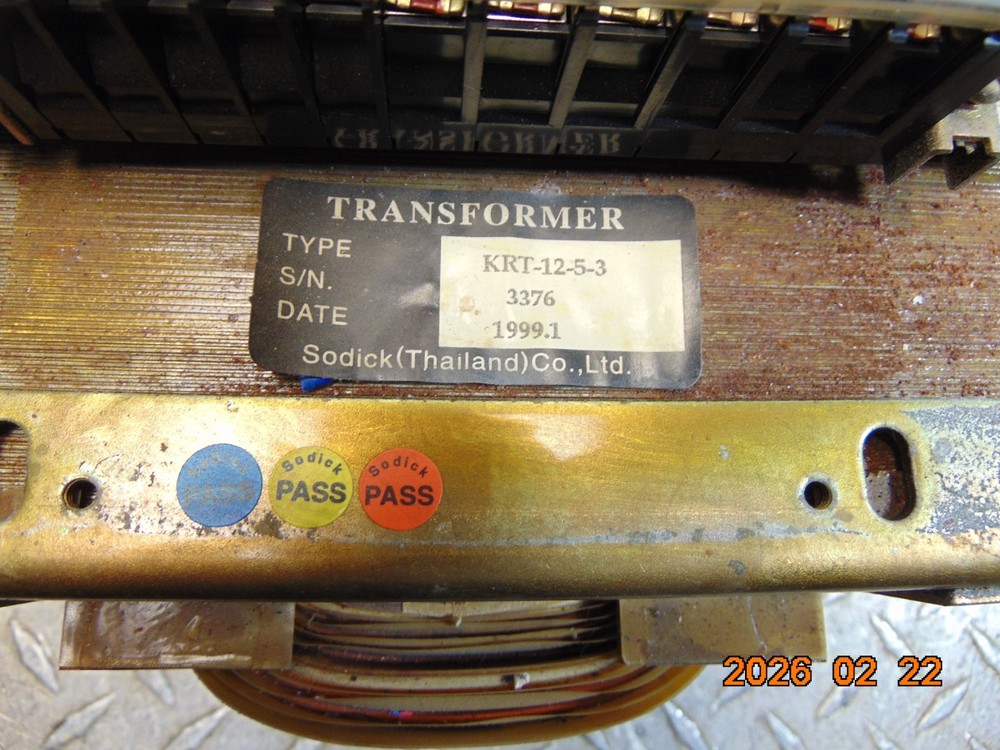 TRANSFORMER
TYPE KRT-12-5-3
S/N. 3376
DATE 1999.1
Sodick(Thailand)Co.,Ltd.
PASS
Sodick
PASS
Sodick
PASS
2026 02 22